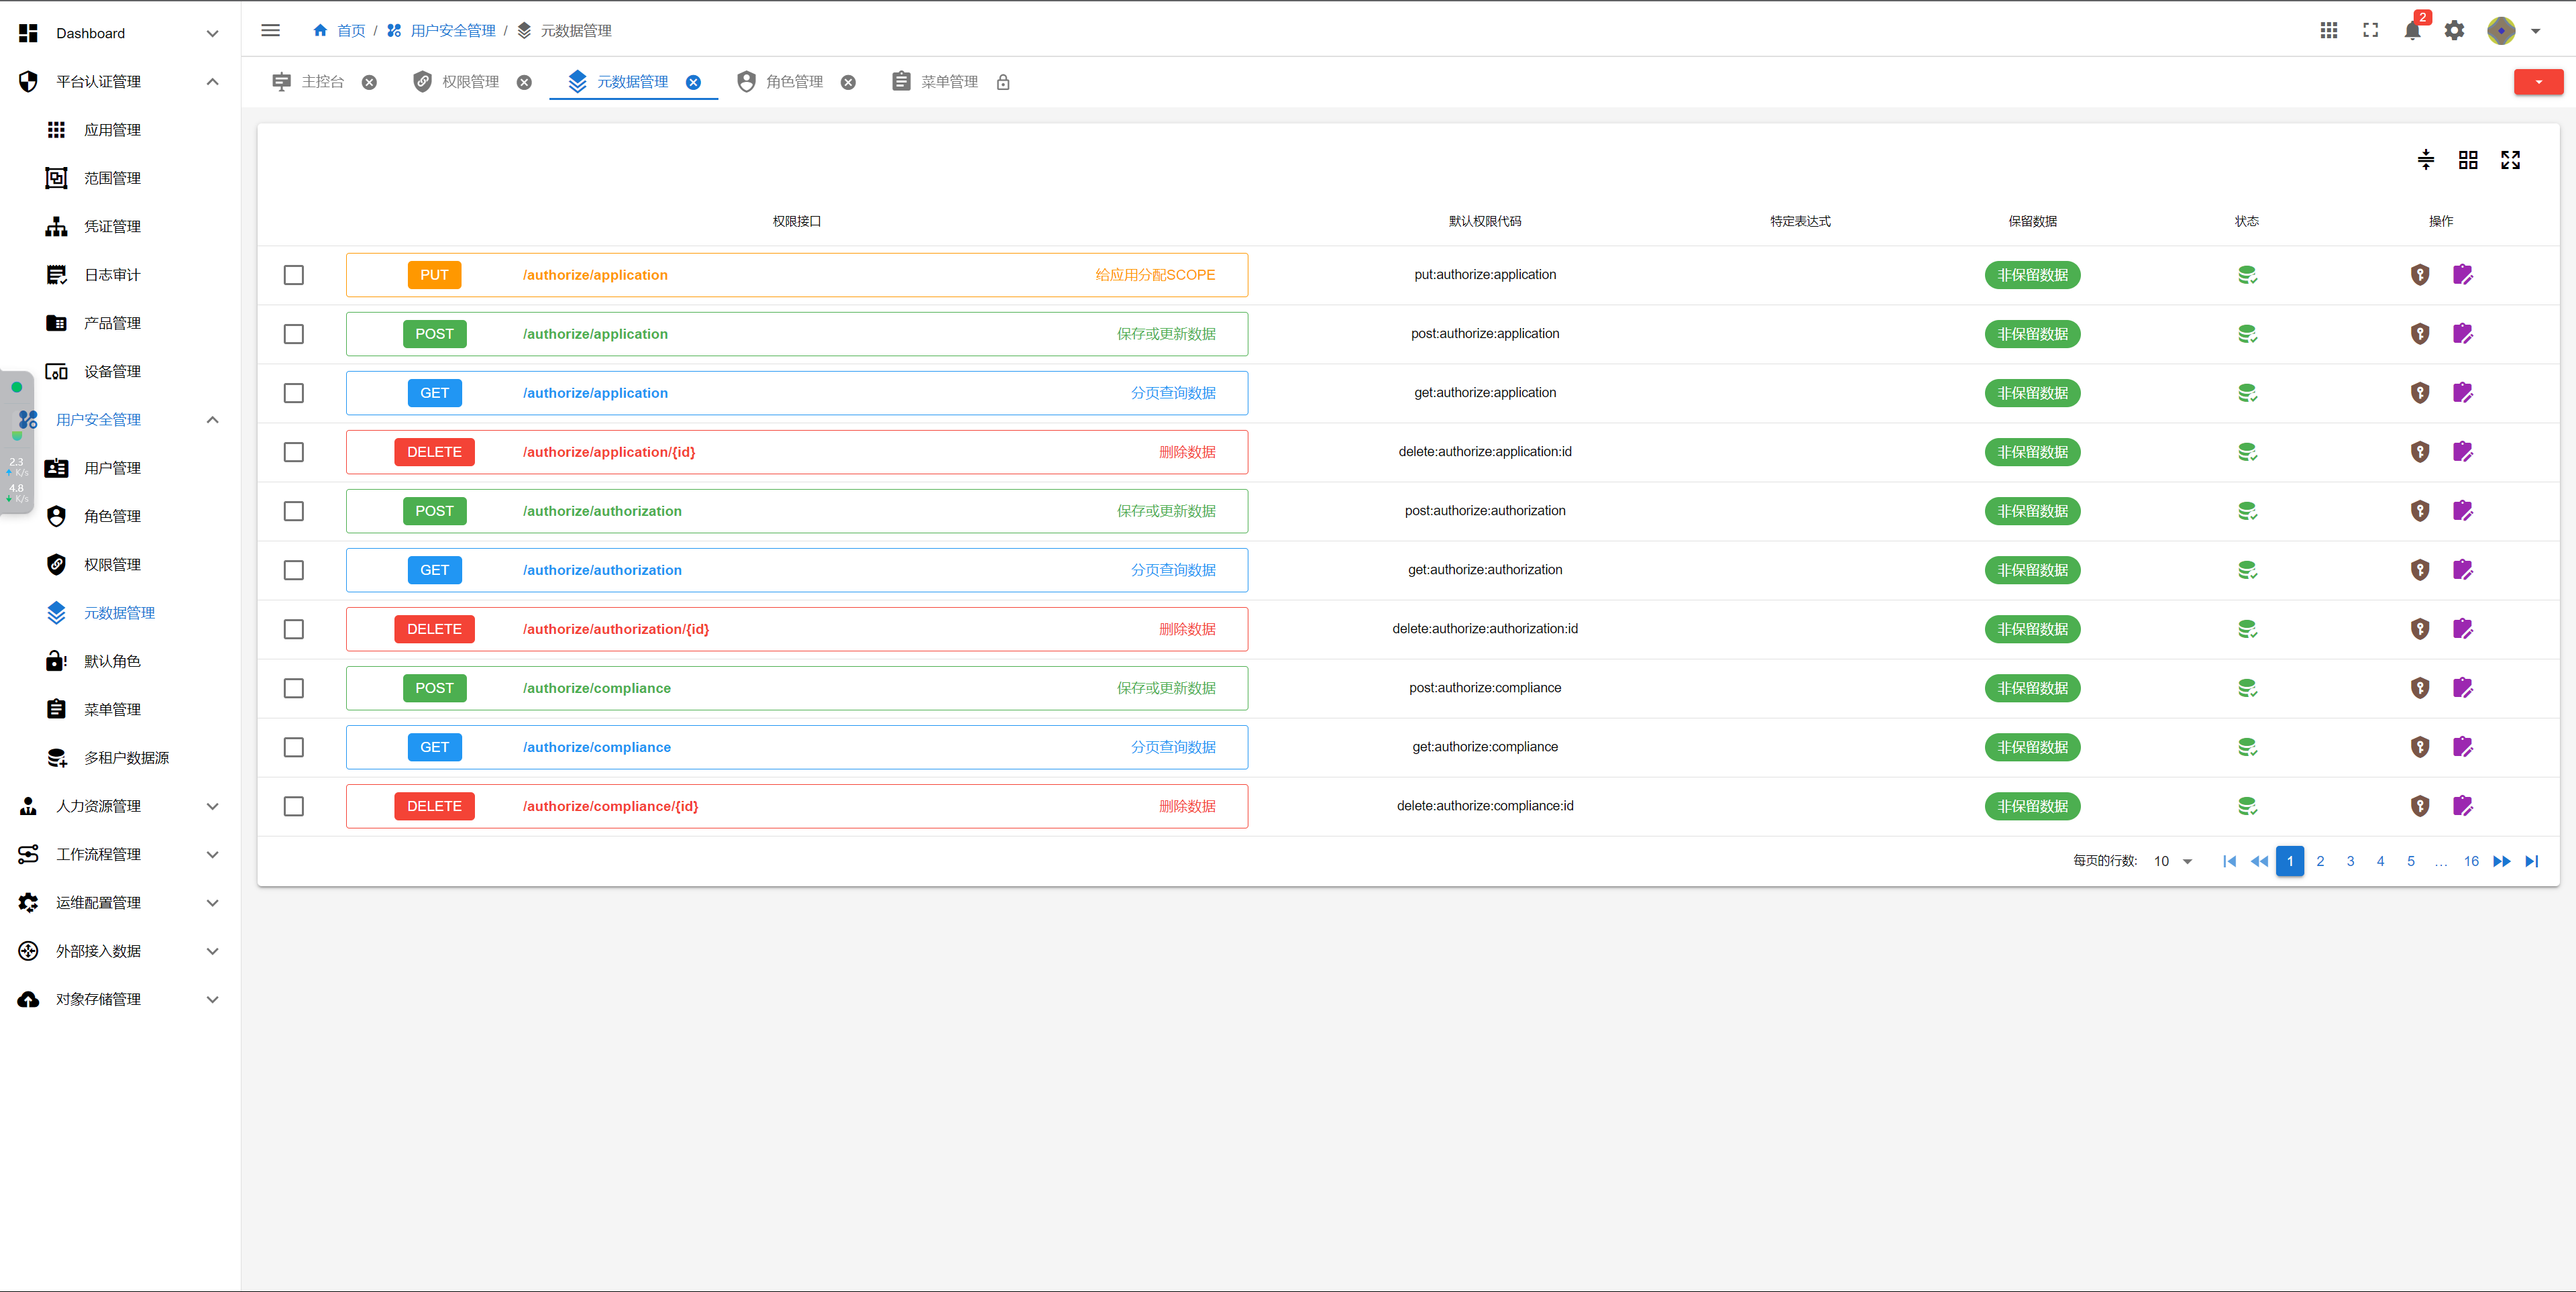 Dashboard
平台认证管理
应用管理
范围管理
凭证管理
日志审计
产品管理
设备管理
用户安全管理
用户管理
角色管理
权限管理
元数据管理
默认角色
菜单管理
多租户数据源
人力资源管理
工作流程管理
运维配置管理
外部接入数据
对象存储管理
2.3
K/s
4.8
K/s
首页 / 用户安全管理 / 元数据管理
2
主控台 权限管理 元数据管理 角色管理 菜单管理
权限接口 默认权限代码 特定表达式 保留数据 状态 操作
PUT /authorize/application 给应用分配SCOPE put:authorize:application 非保留数据
POST /authorize/application 保存或更新数据 post:authorize:application 非保留数据
GET /authorize/application 分页查询数据 get:authorize:application 非保留数据
DELETE /authorize/application/{id} 删除数据 delete:authorize:application:id 非保留数据
POST /authorize/authorization 保存或更新数据 post:authorize:authorization 非保留数据
GET /authorize/authorization 分页查询数据 get:authorize:authorization 非保留数据
DELETE /authorize/authorization/{id} 删除数据 delete:authorize:authorization:id 非保留数据
POST /authorize/compliance 保存或更新数据 post:authorize:compliance 非保留数据
GET /authorize/compliance 分页查询数据 get:authorize:compliance 非保留数据
DELETE /authorize/compliance/{id} 删除数据 delete:authorize:compliance:id 非保留数据
每页的行数: 10 1 2 3 4 5 … 16